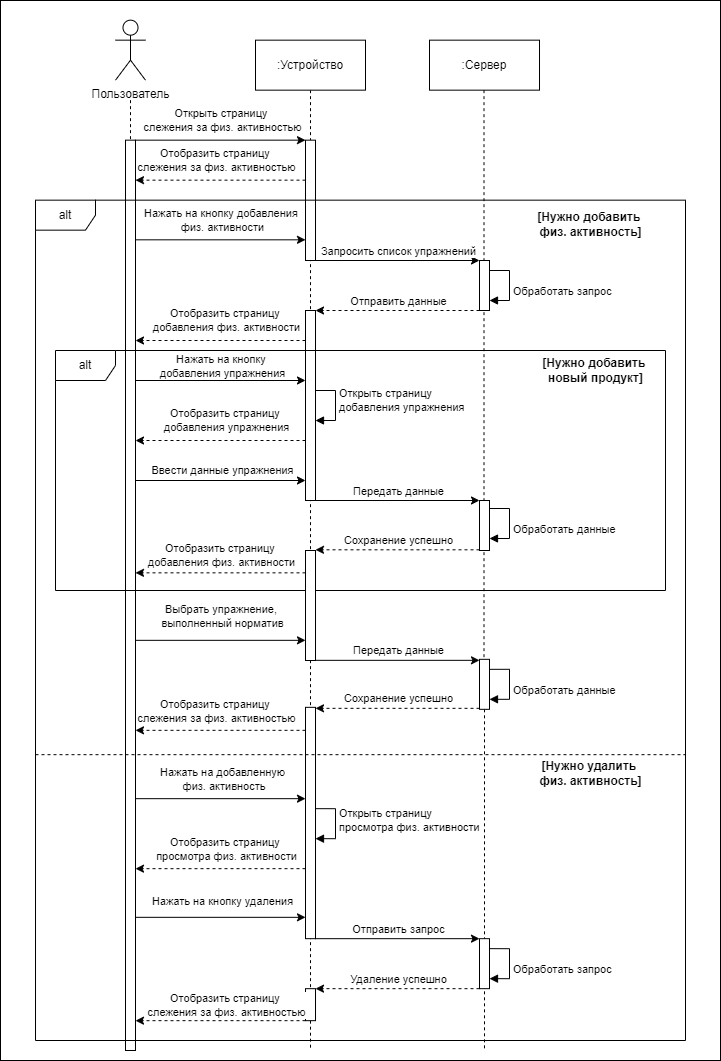 Пользователь
:Устройство
:Сервер
Открыть страницу
слежения за физ. активностью
Отобразить страницу
слежения за физ. активностью
alt
[Нужно добавить
физ. активность]
Нажать на кнопку добавления
физ. активности
Запросить список упражнений
Обработать запрос
Отправить данные
Отобразить страницу
добавления физ. активности
alt
[Нужно добавить
новый продукт]
Нажать на кнопку
добавления упражнения
Открыть страницу
добавления упражнения
Отобразить страницу
добавления упражнения
Ввести данные упражнения
Передать данные
Обработать данные
Сохранение успешно
Отобразить страницу
добавления физ. активности
Выбрать упражнение,
выполненный норматив
Передать данные
Обработать данные
Сохранение успешно
Отобразить страницу
слежения за физ. активностью
[Нужно удалить
физ. активность]
Нажать на добавленную
физ. активность
Открыть страницу
просмотра физ. активности
Отобразить страницу
просмотра физ. активности
Нажать на кнопку удаления
Отправить запрос
Обработать запрос
Удаление успешно
Отобразить страницу
слежения за физ. активностью